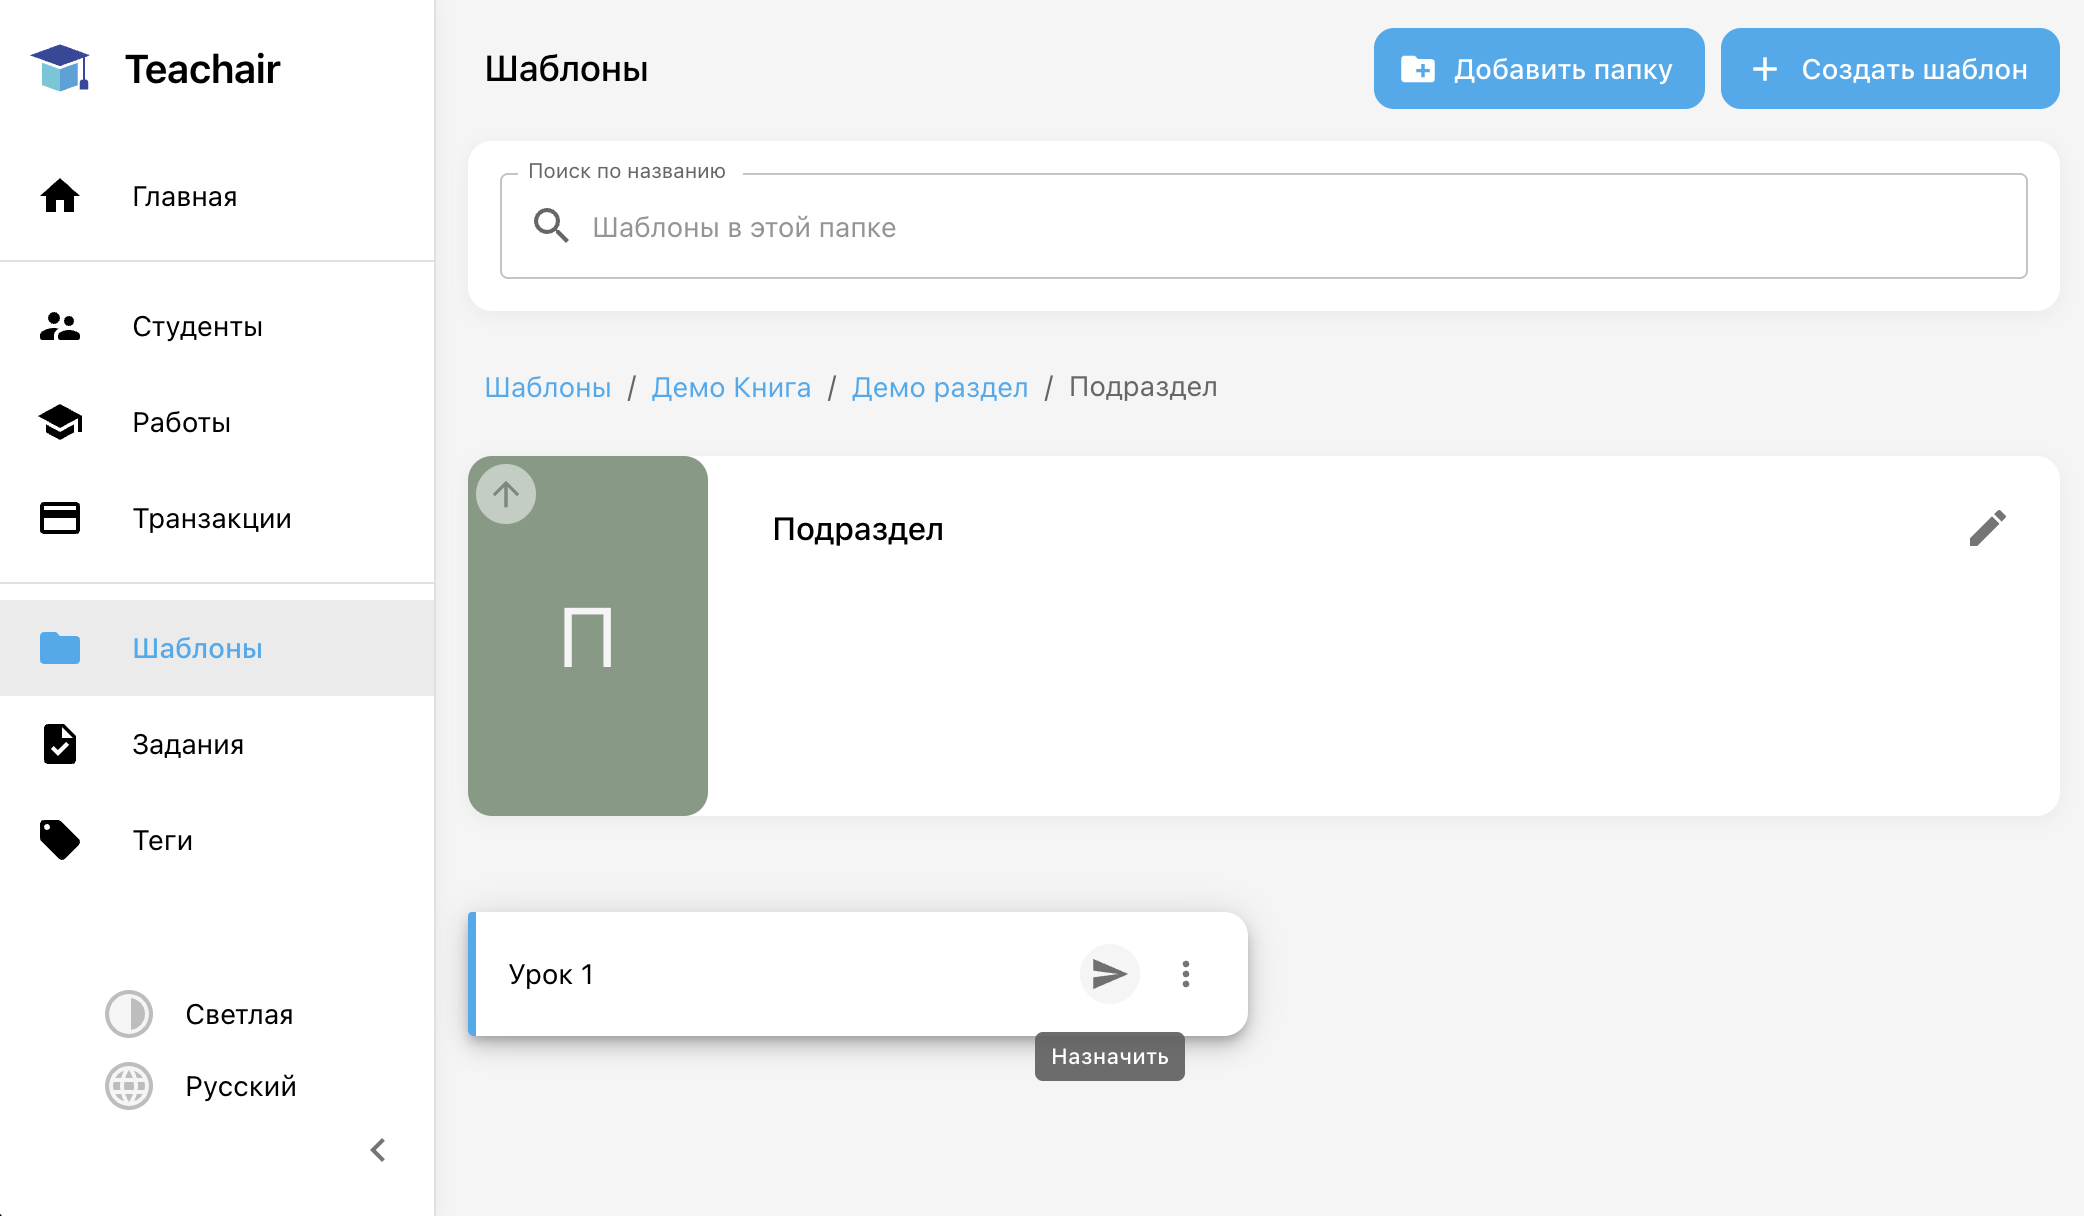 Teachair
Главная
Студенты
Работы
Транзакции
Шаблоны
Задания
Теги
Светлая
Русский
Шаблоны
Добавить папку
Создать шаблон
Поиск по названию
Шаблоны в этой папке
Шаблоны / Демо Книга / Демо раздел / Подраздел
П
Подраздел
Урок 1
Назначить